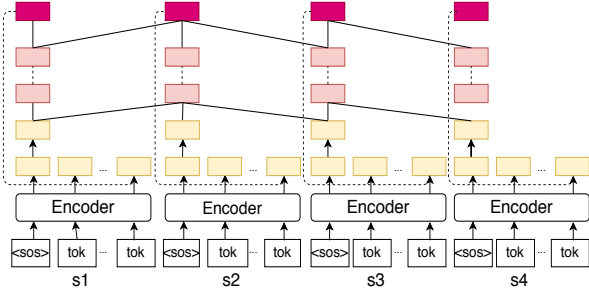 ... ... ... ...
Encoder Encoder Encoder Encoder
<sos> tok ... tok <sos> tok ... tok <sos> tok ... tok <sos> tok ... tok
s1 s2 s3 s4